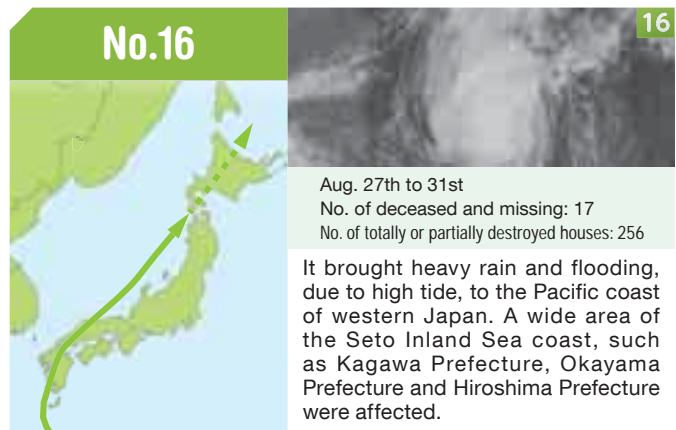 No.16
16
Aug. 27th to 31st
No. of deceased and missing: 17
No. of totally or partially destroyed houses: 256
It brought heavy rain and flooding,
due to high tide, to the Pacific coast
of western Japan. A wide area of
the Seto Inland Sea coast, such
as Kagawa Prefecture, Okayama
Prefecture and Hiroshima Prefecture
were affected.